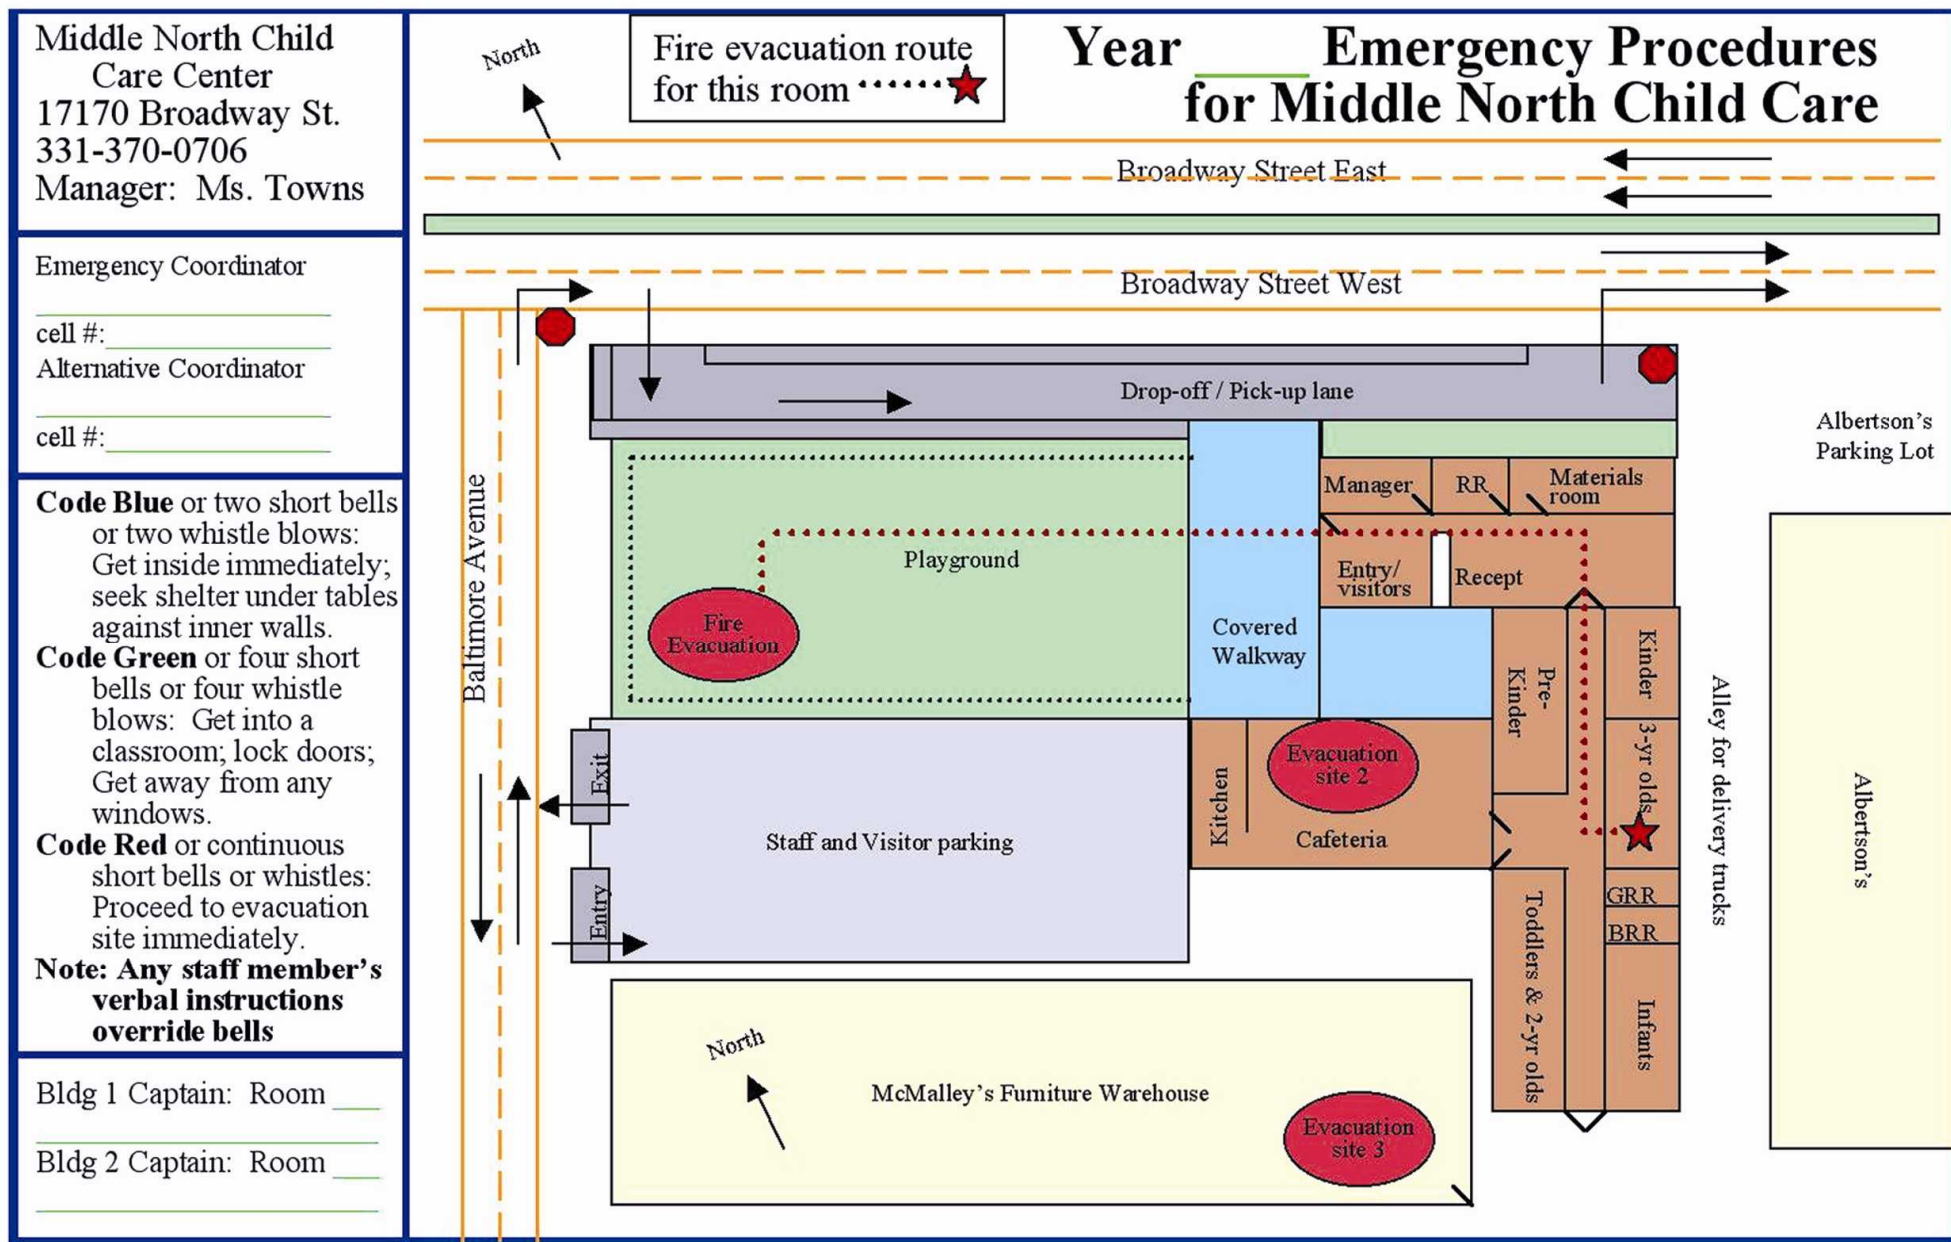 Middle North Child
Care Center
17170 Broadway St.
331-370-0706
Manager: Ms. Towns
Emergency Coordinator
cell #:
Alternative Coordinator
cell #:
Code Blue or two short bells
or two whistle blows:
Get inside immediately;
seek shelter under tables
against inner walls.
Code Green or four short
bells or four whistle
blows: Get into a
classroom; lock doors;
Get away from any
windows.
Code Red or continuous
short bells or whistles:
Proceed to evacuation
site immediately.
Note: Any staff member's
verbal instructions
override bells
Bldg 1 Captain: Room
Bldg 2 Captain: Room
North
Fire evacuation route
for this room
Year ____ Emergency Procedures
for Middle North Child Care
Broadway Street East
Broadway Street West
Drop-off / Pick-up lane
Albertson's
Parking Lot
Baltimore Avenue
Manager
RR
Materials
room
Playground
Entry/
visitors
Recept
Fire
Evacuation
Covered
Walkway
Pre-
Kinder
Kinder
3-yr olds
Alley for delivery trucks
Albertson's
Exit
Entry
Staff and Visitor parking
Kitchen
Evacuation
site 2
Cafeteria
GRR
BRR
Toddlers & 2-yr olds
Infants
North
McMalley's Furniture Warehouse
Evacuation
site 3